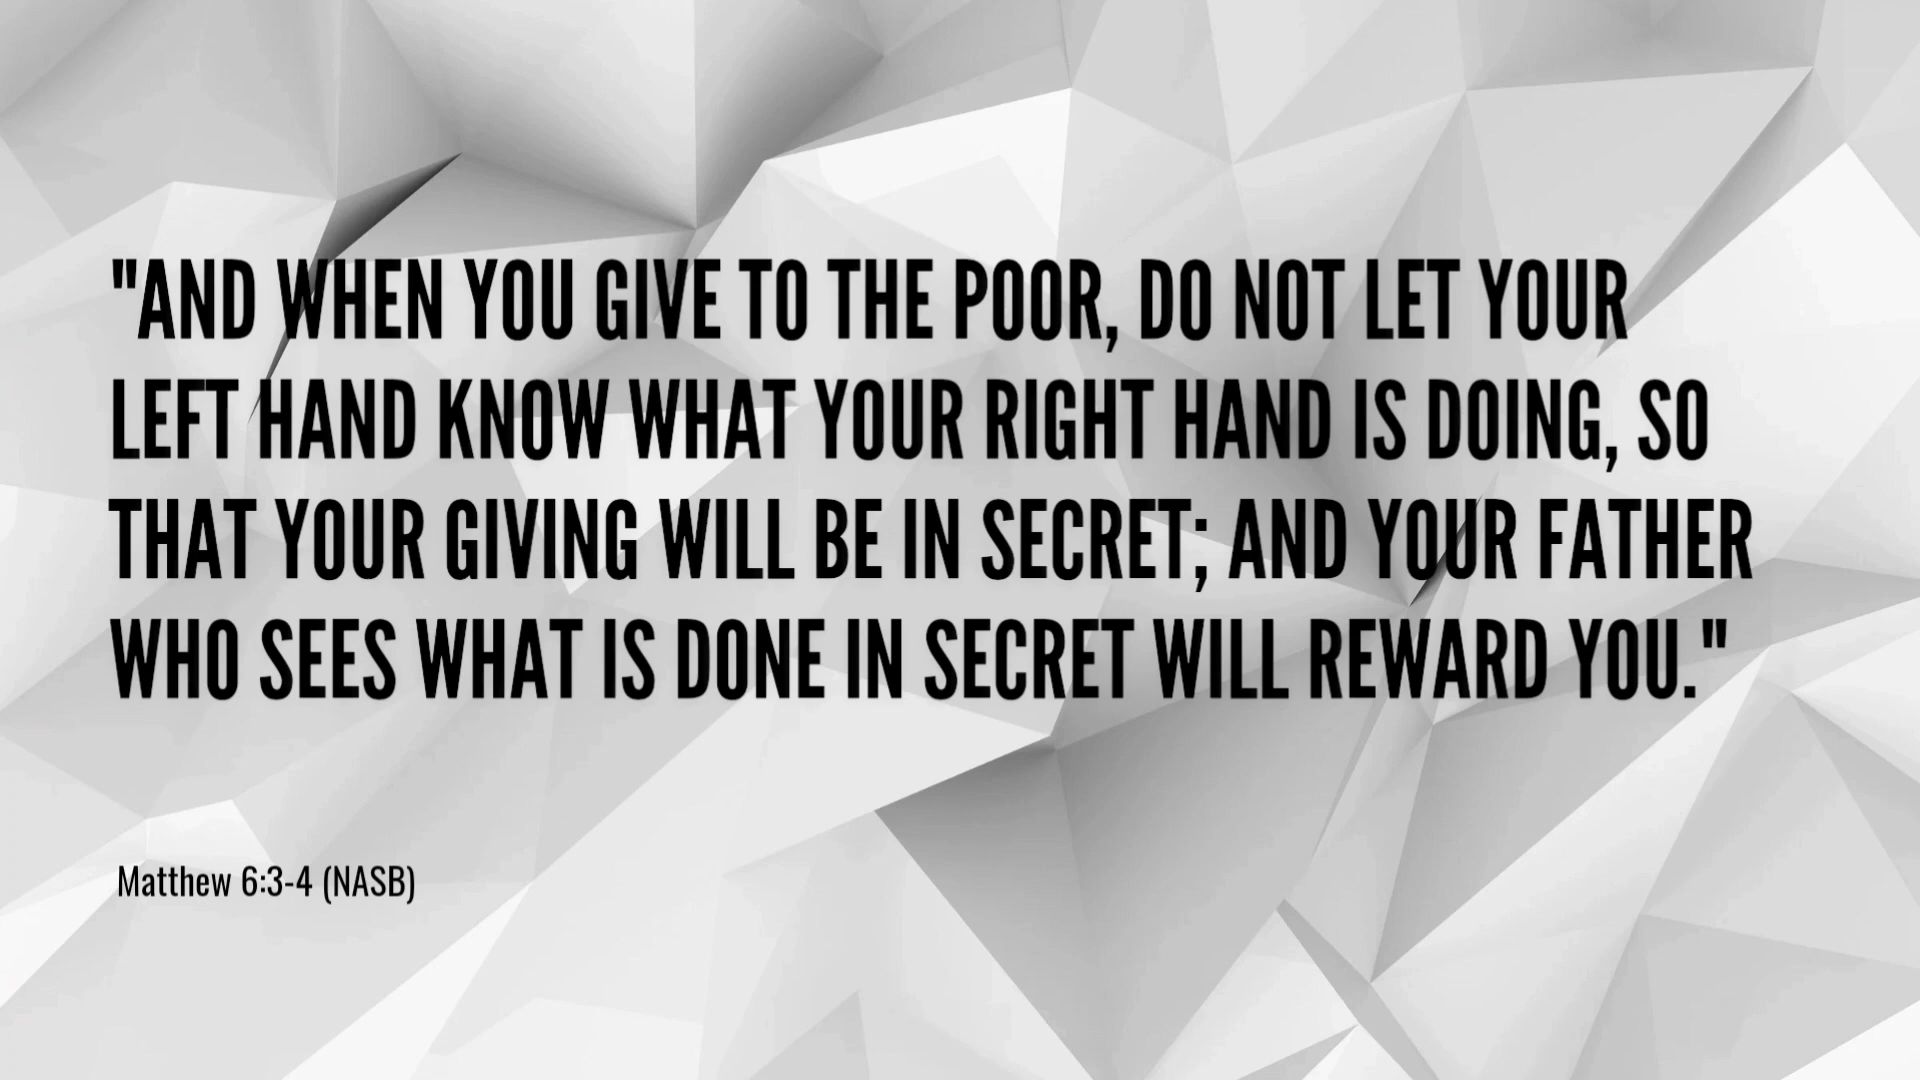 "AND WHEN YOU GIVE TO THE POOR, DO NOT LET YOUR
LEFT HAND KNOW WHAT YOUR RIGHT HAND IS DOING, SO
THAT YOUR GIVING WILL BE IN SECRET; AND YOUR FATHER
WHO SEES WHAT IS DONE IN SECRET WILL REWARD YOU."
Matthew 6:3-4 (NASB)